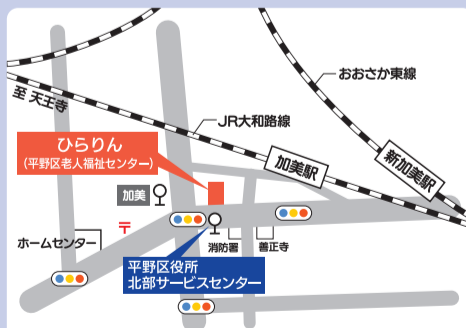 おおさか東線
至 天王寺
JR大和路線
ひらりん
(平野区老人福祉センター)
加美駅
新加美駅
加美
〒
ホームセンター
消防署
善正寺
平野区役所
北部サービスセンター